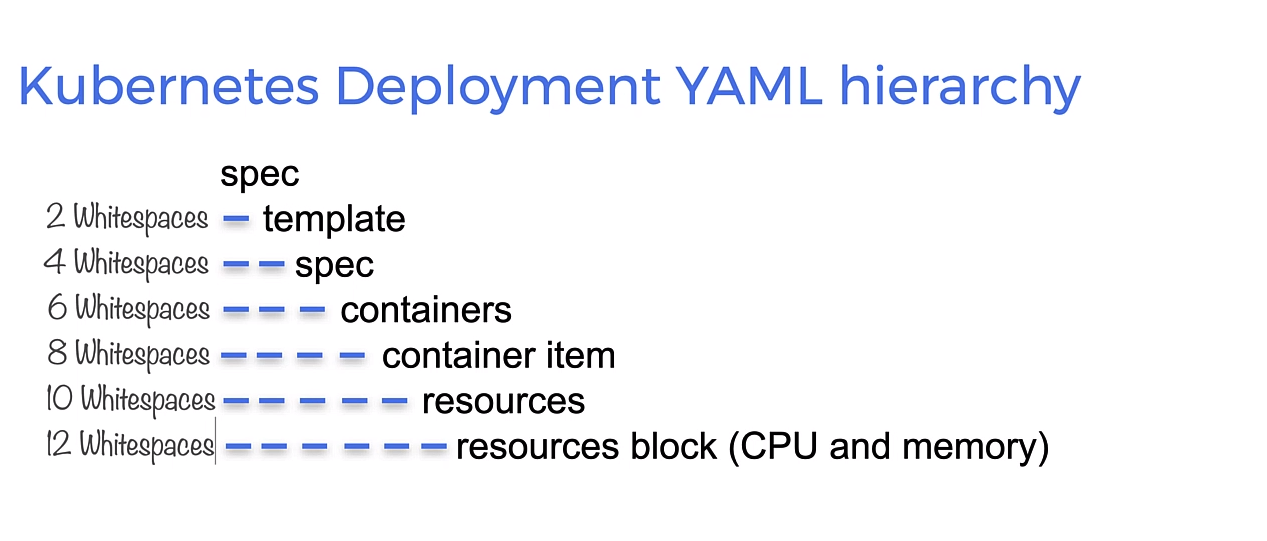 Kubernetes Deployment YAML hierarchy
spec
2 Whitespaces template
4 Whitespaces spec
6 Whitespaces containers
8 Whitespaces container item
10 Whitespaces resources
12 Whitespaces resources block (CPU and memory)